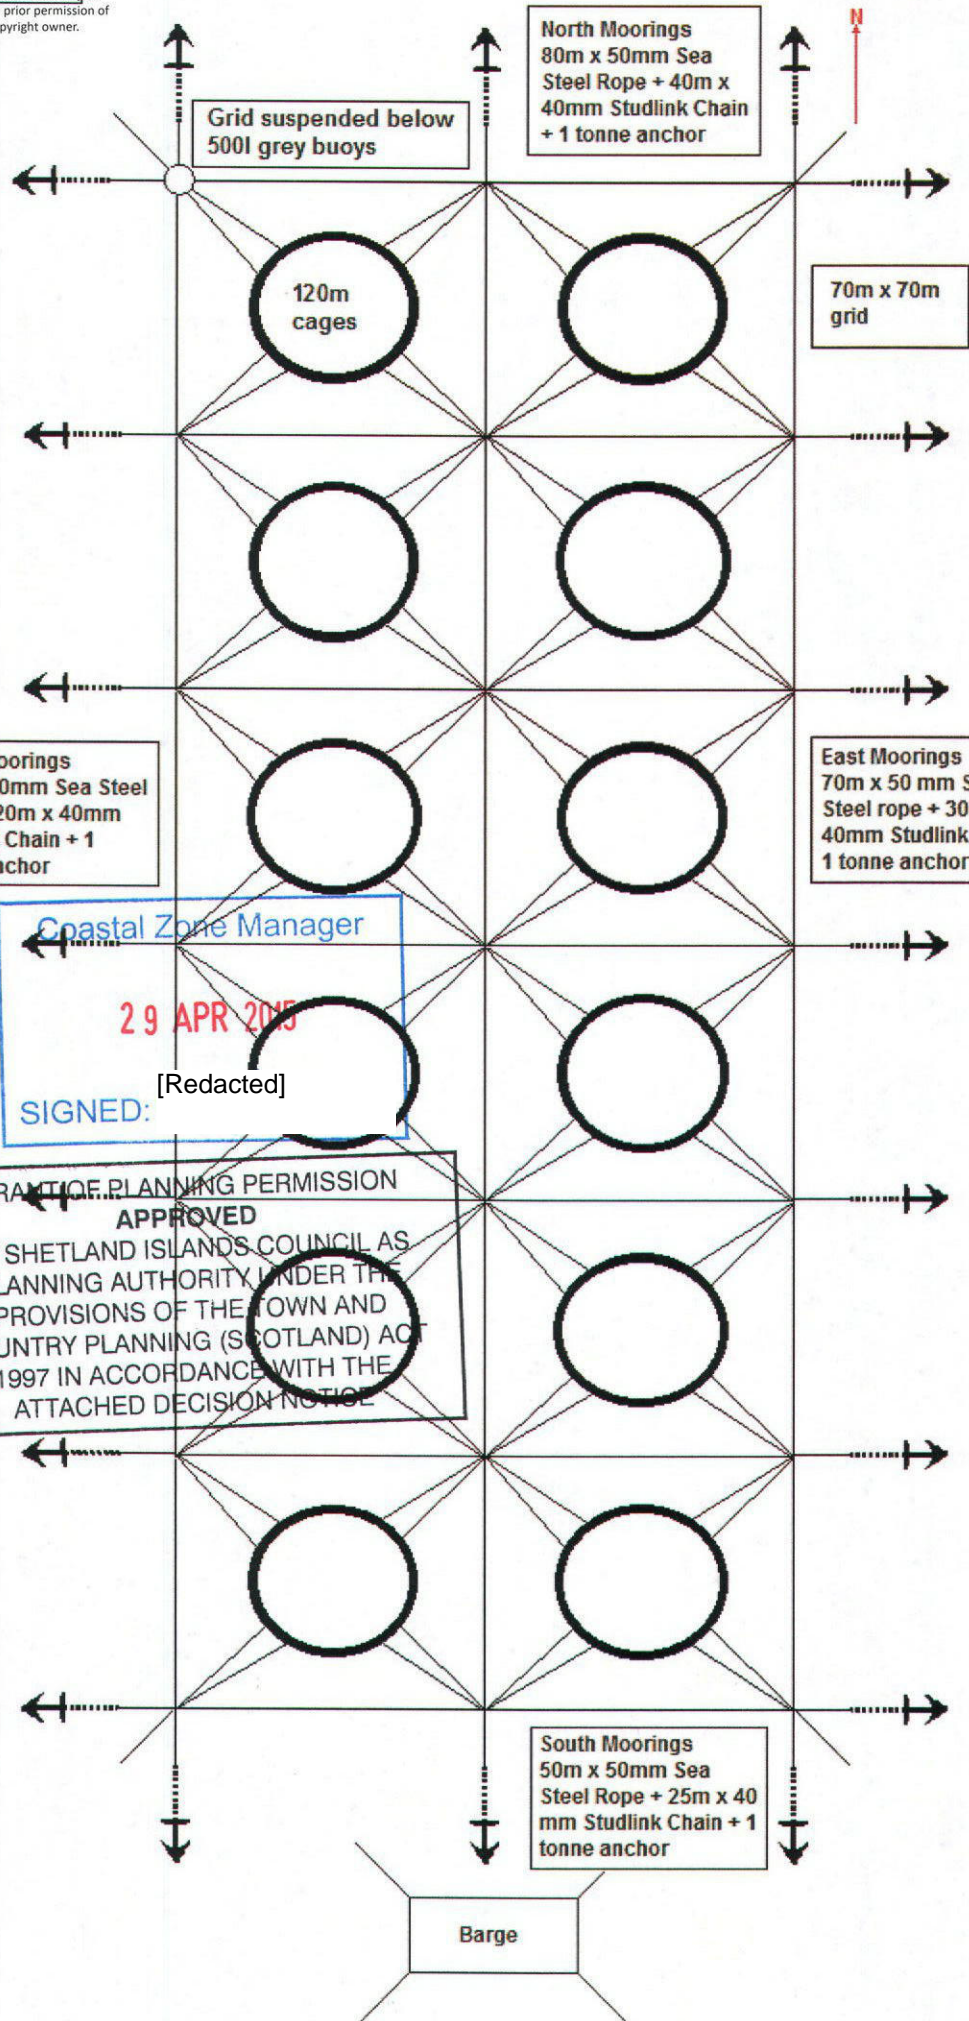 prior permission of
pyright owner.
N
North Moorings
80m x 50mm Sea
Steel Rope + 40m x
40mm Studlink Chain
+ 1 tonne anchor
Grid suspended below
500l grey buoys
120m
cages
70m x 70m
grid
oorings
0mm Sea Steel
20m x 40mm
Chain + 1
nchor
East Moorings
70m x 50 mm S
Steel rope + 30
40mm Studlink
1 tonne anchor
Coastal Zone Manager
29 APR 2015
[Redacted]
SIGNED:
RANT OF PLANNING PERMISSION
APPROVED
SHETLAND ISLANDS COUNCIL AS
LANNING AUTHORITY UNDER THE
PROVISIONS OF THE TOWN AND
UNTRY PLANNING (SCOTLAND) ACT
1997 IN ACCORDANCE WITH THE
ATTACHED DECISION NOTICE
South Moorings
50m x 50mm Sea
Steel Rope + 25m x 40
mm Studlink Chain + 1
tonne anchor
Barge